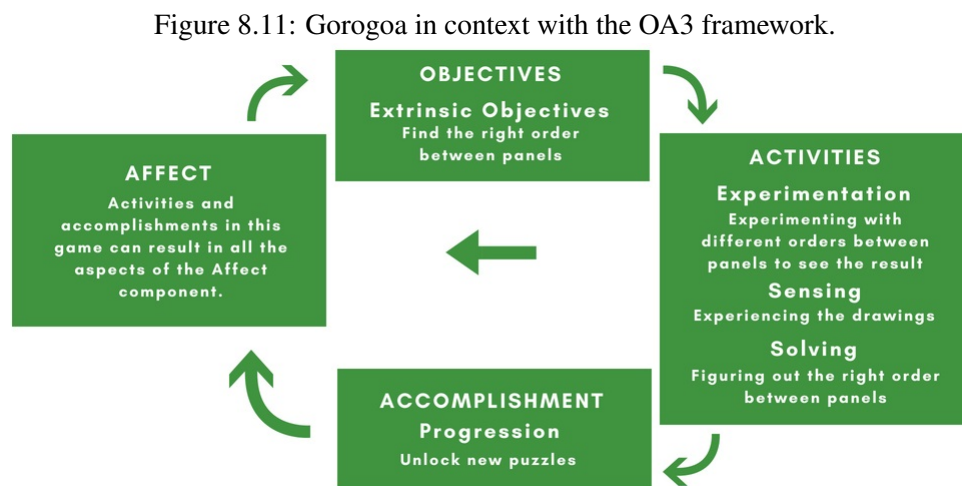 Figure 8.11: Gorogoa in context with the OA3 framework.
OBJECTIVES
Extrinsic Objectives
Find the right order
between panels
ACTIVITIES
Experimentation
Experimenting with
different orders between
panels to see the result
Sensing
Experiencing the drawings
Solving
Figuring out the right order
between panels
ACCOMPLISHMENT
Progression
Unlock new puzzles
AFFECT
Activities and
accomplishments in this
game can result in all the
aspects of the Affect
component.